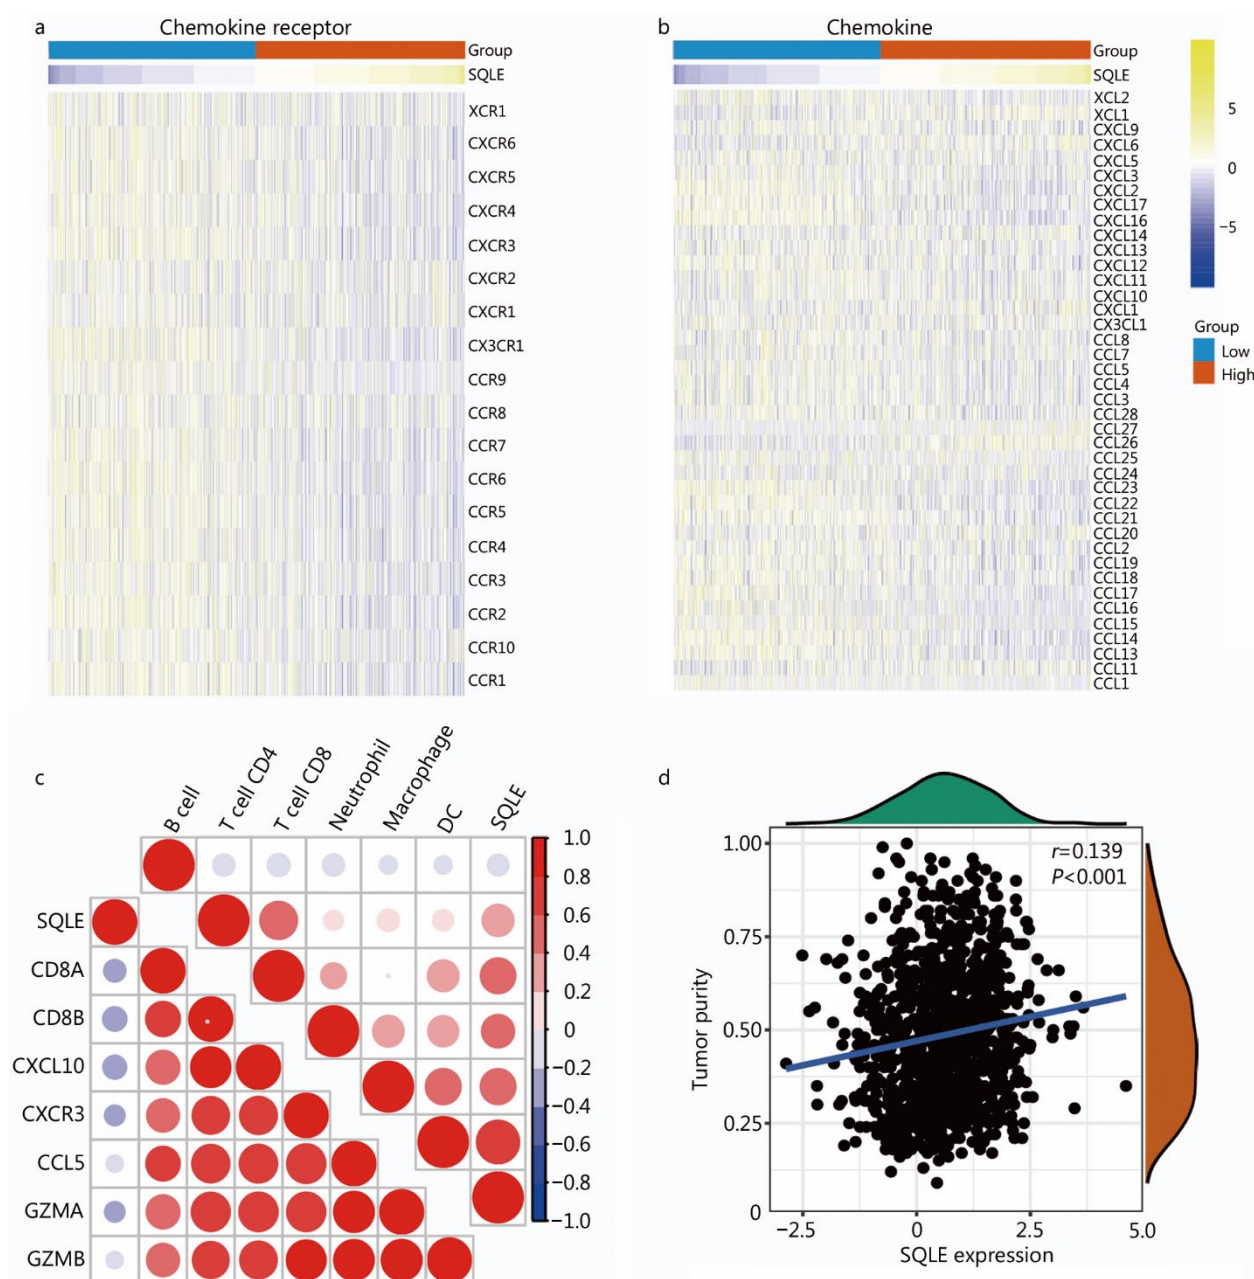 a
Chemokine receptor
Group
SQLE
XCR1
CXCR6
CXCR5
CXCR4
CXCR3
CXCR2
CXCR1
CX3CR1
CCR9
CCR8
CCR7
CCR6
CCR5
CCR4
CCR3
CCR2
CCR10
CCR1
b
Chemokine
Group
SQLE
XCL2
XCL1
CXCL9
CXCL6
CXCL5
CXCL3
CXCL2
CXCL17
CXCL16
CXCL14
CXCL13
CXCL12
CXCL11
CXCL10
CXCL1
CX3CL1
CCL8
CCL7
CCL5
CCL4
CCL3
CCL28
CCL27
CCL26
CCL25
CCL24
CCL23
CCL22
CCL21
CCL20
CCL2
CCL19
CCL18
CCL17
CCL16
CCL15
CCL14
CCL13
CCL11
CCL1
5
0
−5
Group
Low
High
c
B cell
T cell CD4
T cell CD8
Neutrophil
Macrophage
DC
SQLE
SQLE
CD8A
CD8B
CXCL10
CXCR3
CCL5
GZMA
GZMB
1.0
0.8
0.6
0.4
0.2
0
−0.2
−0.4
−0.6
−0.8
−1.0
d
r=0.139
P<0.001
Tumor purity
1.00
0.75
0.50
0.25
0
−2.5
0
2.5
5.0
SQLE expression